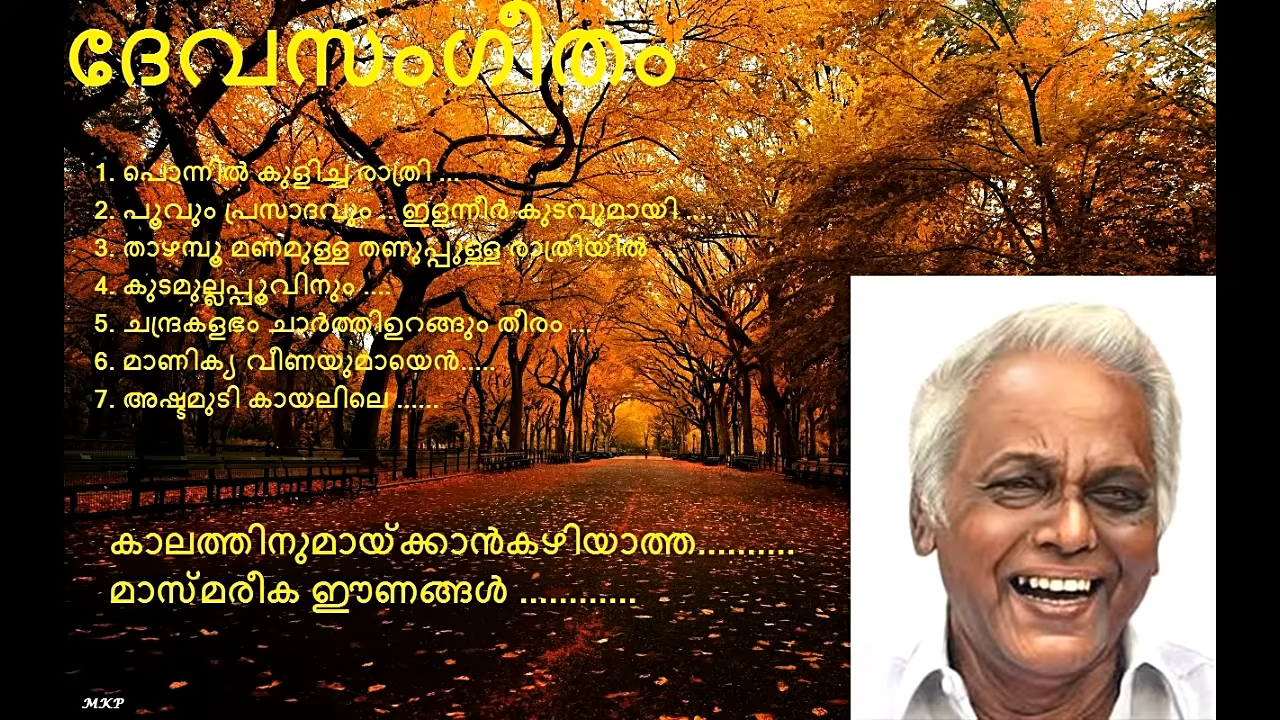 ദേവസംഗീതം
1. പൊന്നിൽ കുളിച്ച രാത്രി ...
2. പൂവും പ്രസാദവും .. ഇളന്നീർ കുടവുമായി ....
3. താഴമ്പൂ മണമുള്ള തണുപ്പുള്ള രാത്രിയിൽ
4. കുടമുല്ലപ്പൂവിനും ....
5. ചന്ദ്രകളഭം ചാർത്തിഉറങ്ങും തീരം ...
6. മാണിക്യ വീണയുമായെൻ.....
7. അഷ്ടമുടി കായലിലെ ......
കാലത്തിനുമായ്ക്കാൻകഴിയാത്ത..........
മാസ്മരീക ഈണങ്ങൾ ............
MKP